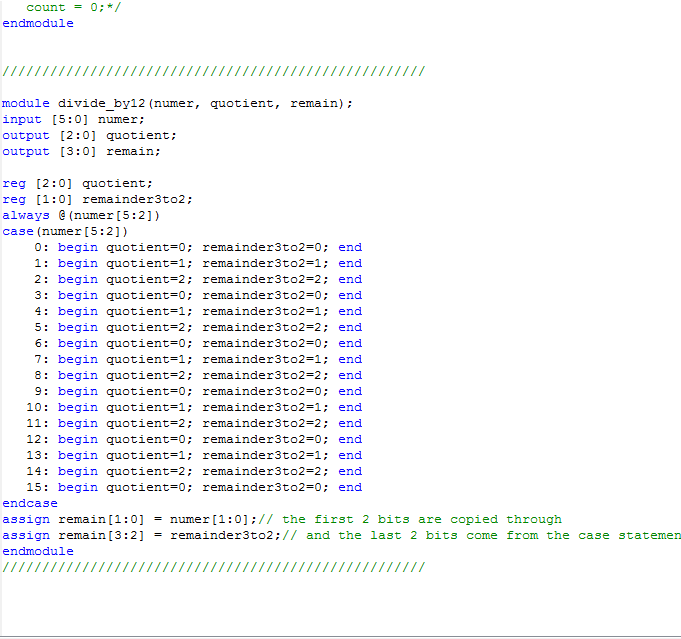 count = 0;*/
endmodule
/////////////////////////////////////////////////////
module divide_by12(numer, quotient, remain);
input [5:0] numer;
output [2:0] quotient;
output [3:0] remain;
reg [2:0] quotient;
reg [1:0] remainder3to2;
always @(numer[5:2])
case(numer[5:2])
0: begin quotient=0; remainder3to2=0; end
1: begin quotient=1; remainder3to2=1; end
2: begin quotient=2; remainder3to2=2; end
3: begin quotient=0; remainder3to2=0; end
4: begin quotient=1; remainder3to2=1; end
5: begin quotient=2; remainder3to2=2; end
6: begin quotient=0; remainder3to2=0; end
7: begin quotient=1; remainder3to2=1; end
8: begin quotient=2; remainder3to2=2; end
9: begin quotient=0; remainder3to2=0; end
10: begin quotient=1; remainder3to2=1; end
11: begin quotient=2; remainder3to2=2; end
12: begin quotient=0; remainder3to2=0; end
13: begin quotient=1; remainder3to2=1; end
14: begin quotient=2; remainder3to2=2; end
15: begin quotient=0; remainder3to2=0; end
endcase
assign remain[1:0] = numer[1:0];// the first 2 bits are copied through
assign remain[3:2] = remainder3to2;// and the last 2 bits come from the case statemen
endmodule
/////////////////////////////////////////////////////